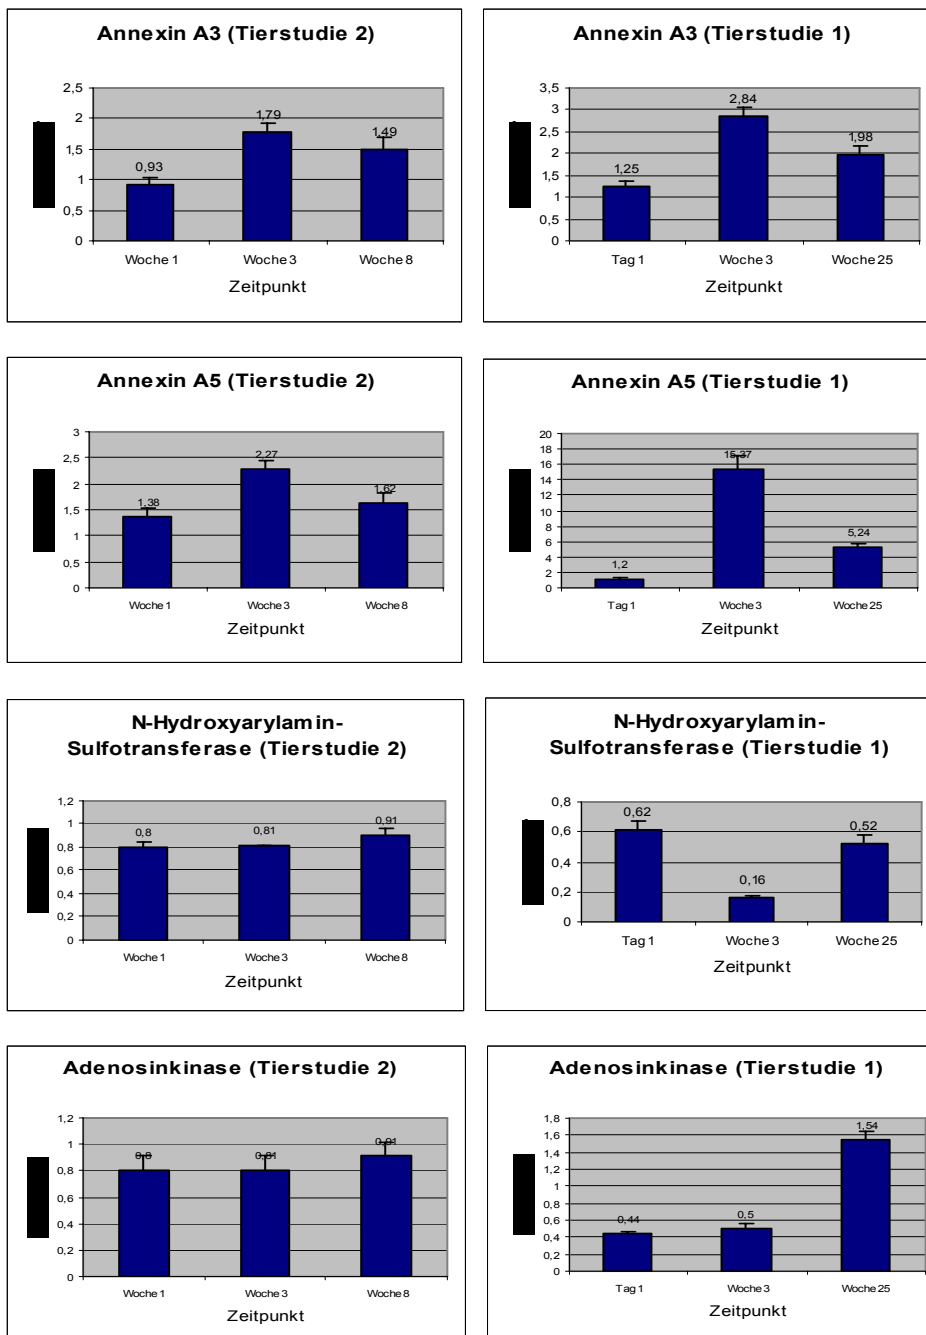 Annexin A3 (Tierstudie 2)
2,5
2
1,5
1
0,5
0
0,93
1,79
1,49
Woche 1
Woche 3
Woche 8
Zeitpunkt
Annexin A3 (Tierstudie 1)
3,5
3
2,5
2
1,5
1
0,5
0
1,25
2,84
1,98
Tag 1
Woche 3
Woche 25
Zeitpunkt
Annexin A5 (Tierstudie 2)
3
2,5
2
1,5
1
0,5
0
1,38
2,27
1,62
Woche 1
Woche 3
Woche 8
Zeitpunkt
Annexin A5 (Tierstudie 1)
20
18
16
14
12
10
8
6
4
2
0
1,2
15,37
5,24
Tag 1
Woche 3
Woche 25
Zeitpunkt
N-Hydroxyarylamin-
Sulfotransferase (Tierstudie 2)
1,2
1
0,8
0,6
0,4
0,2
0
0,8
0,81
0,91
Woche 1
Woche 3
Woche 8
Zeitpunkt
N-Hydroxyarylamin-
Sulfotransferase (Tierstudie 1)
0,8
0,6
0,4
0,2
0
0,62
0,16
0,52
Tag 1
Woche 3
Woche 25
Zeitpunkt
Adenosinkinase (Tierstudie 2)
1,2
1
0,8
0,6
0,4
0,2
0
0,8
0,81
0,91
Woche 1
Woche 3
Woche 8
Zeitpunkt
Adenosinkinase (Tierstudie 1)
1,8
1,6
1,4
1,2
1
0,8
0,6
0,4
0,2
0
0,44
0,5
1,54
Tag 1
Woche 3
Woche 25
Zeitpunkt